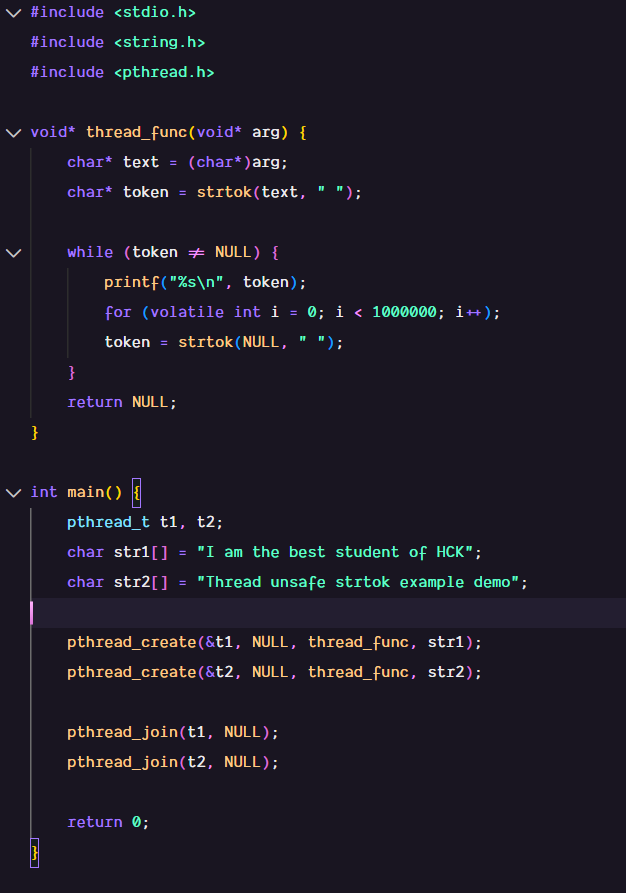 #include <stdio.h>
#include <string.h>
#include <pthread.h>
void* thread_func(void* arg) {
char* text = (char*)arg;
char* token = strtok(text, " ");
while (token != NULL) {
printf("%s\n", token);
for (volatile int i = 0; i < 1000000; i++);
token = strtok(NULL, " ");
}
return NULL;
}
int main() {
pthread_t t1, t2;
char str1[] = "I am the best student of HCK";
char str2[] = "Thread unsafe strtok example demo";
pthread_create(&t1, NULL, thread_func, str1);
pthread_create(&t2, NULL, thread_func, str2);
pthread_join(t1, NULL);
pthread_join(t2, NULL);
return 0;
}